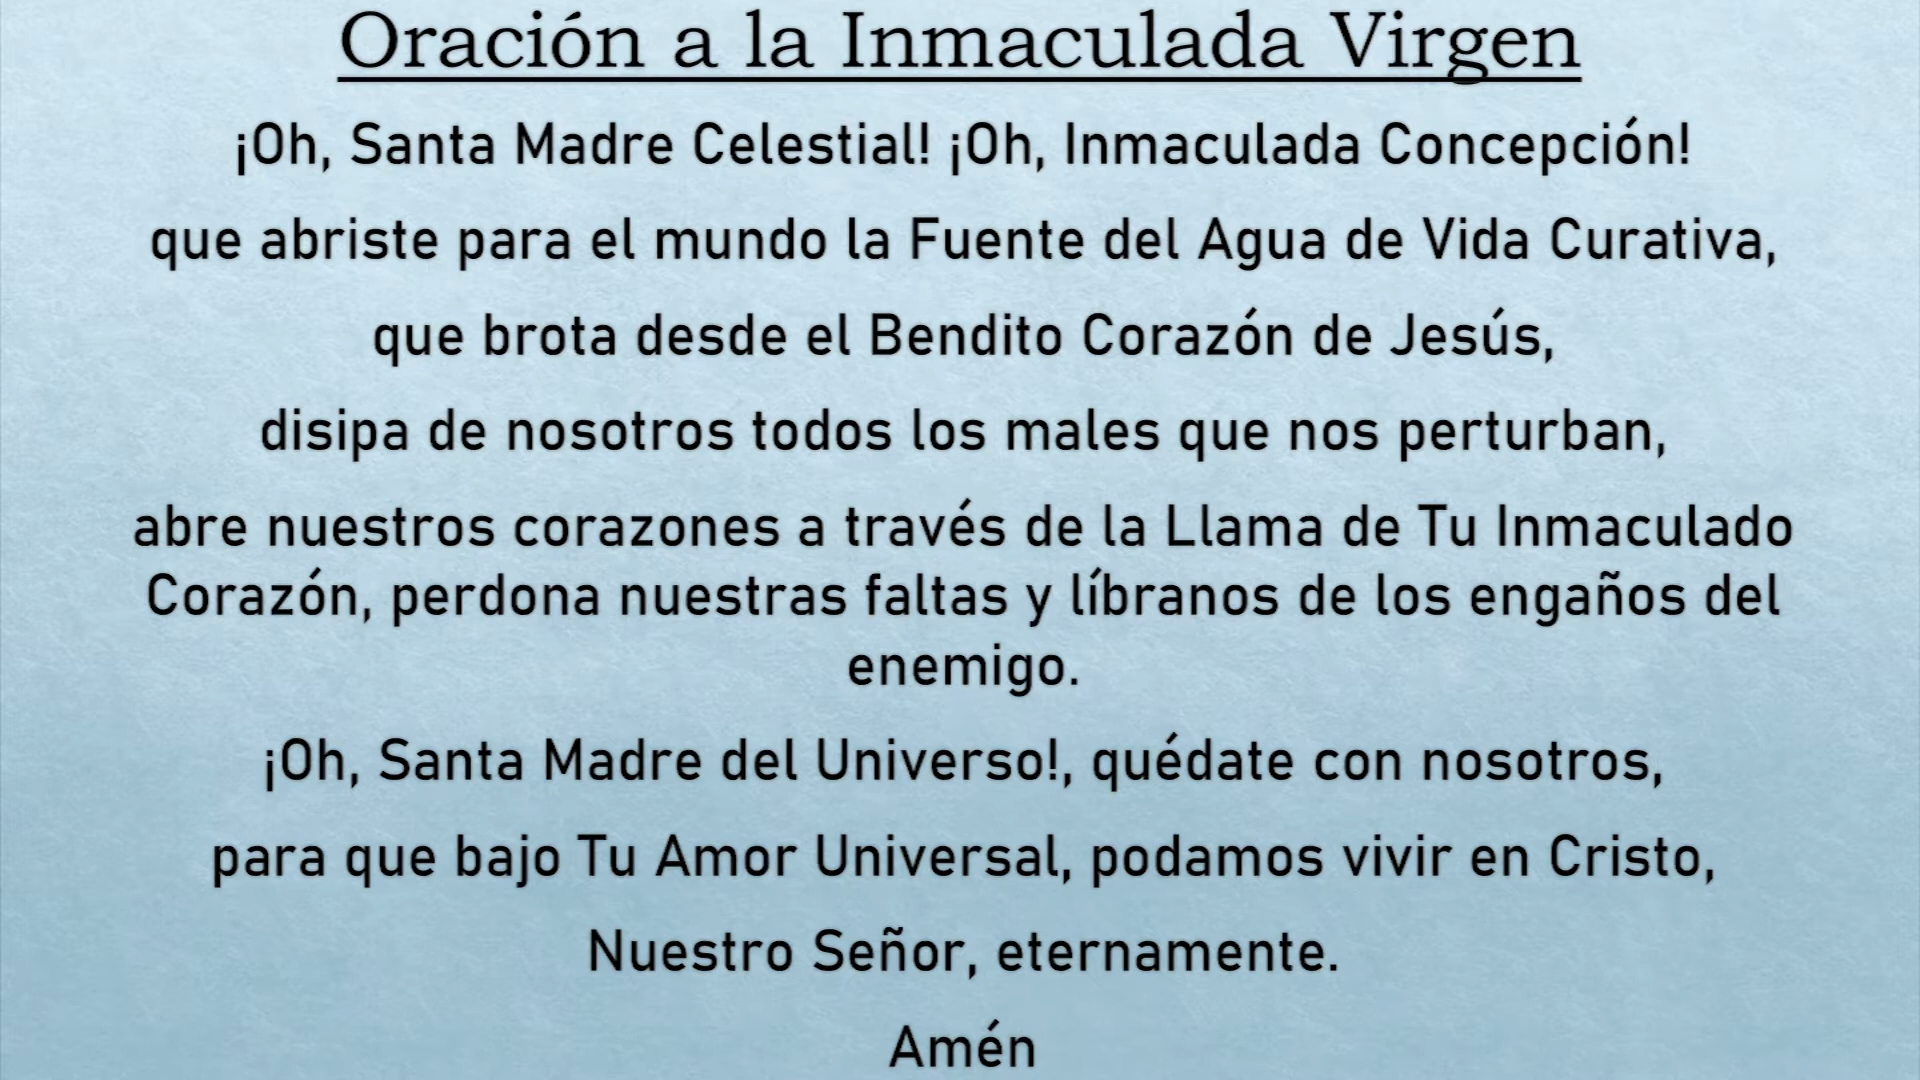 Oración a la Inmaculada Virgen
¡Oh, Santa Madre Celestial! ¡Oh, Inmaculada Concepción!
que abriste para el mundo la Fuente del Agua de Vida Curativa,
que brota desde el Bendito Corazón de Jesús,
disipa de nosotros todos los males que nos perturban,
abre nuestros corazones a través de la Llama de Tu Inmaculado
Corazón, perdona nuestras faltas y líbranos de los engaños del
enemigo.
¡Oh, Santa Madre del Universo!, quédate con nosotros,
para que bajo Tu Amor Universal, podamos vivir en Cristo,
Nuestro Señor, eternamente.
Amén